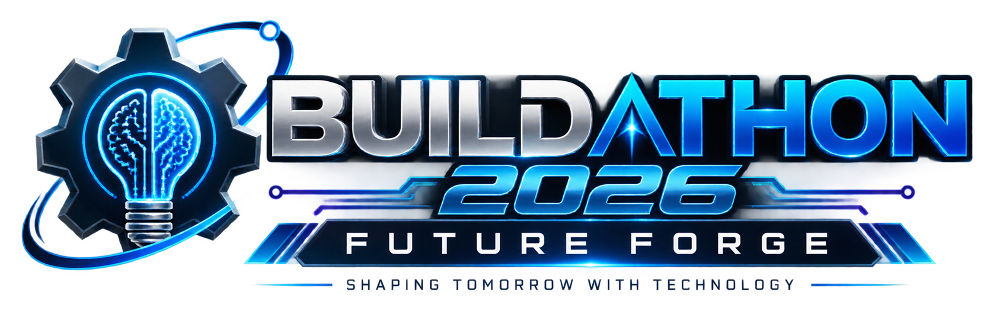 BUILDATHON
2026
FUTURE FORGE
SHAPING TOMORROW WITH TECHNOLOGY